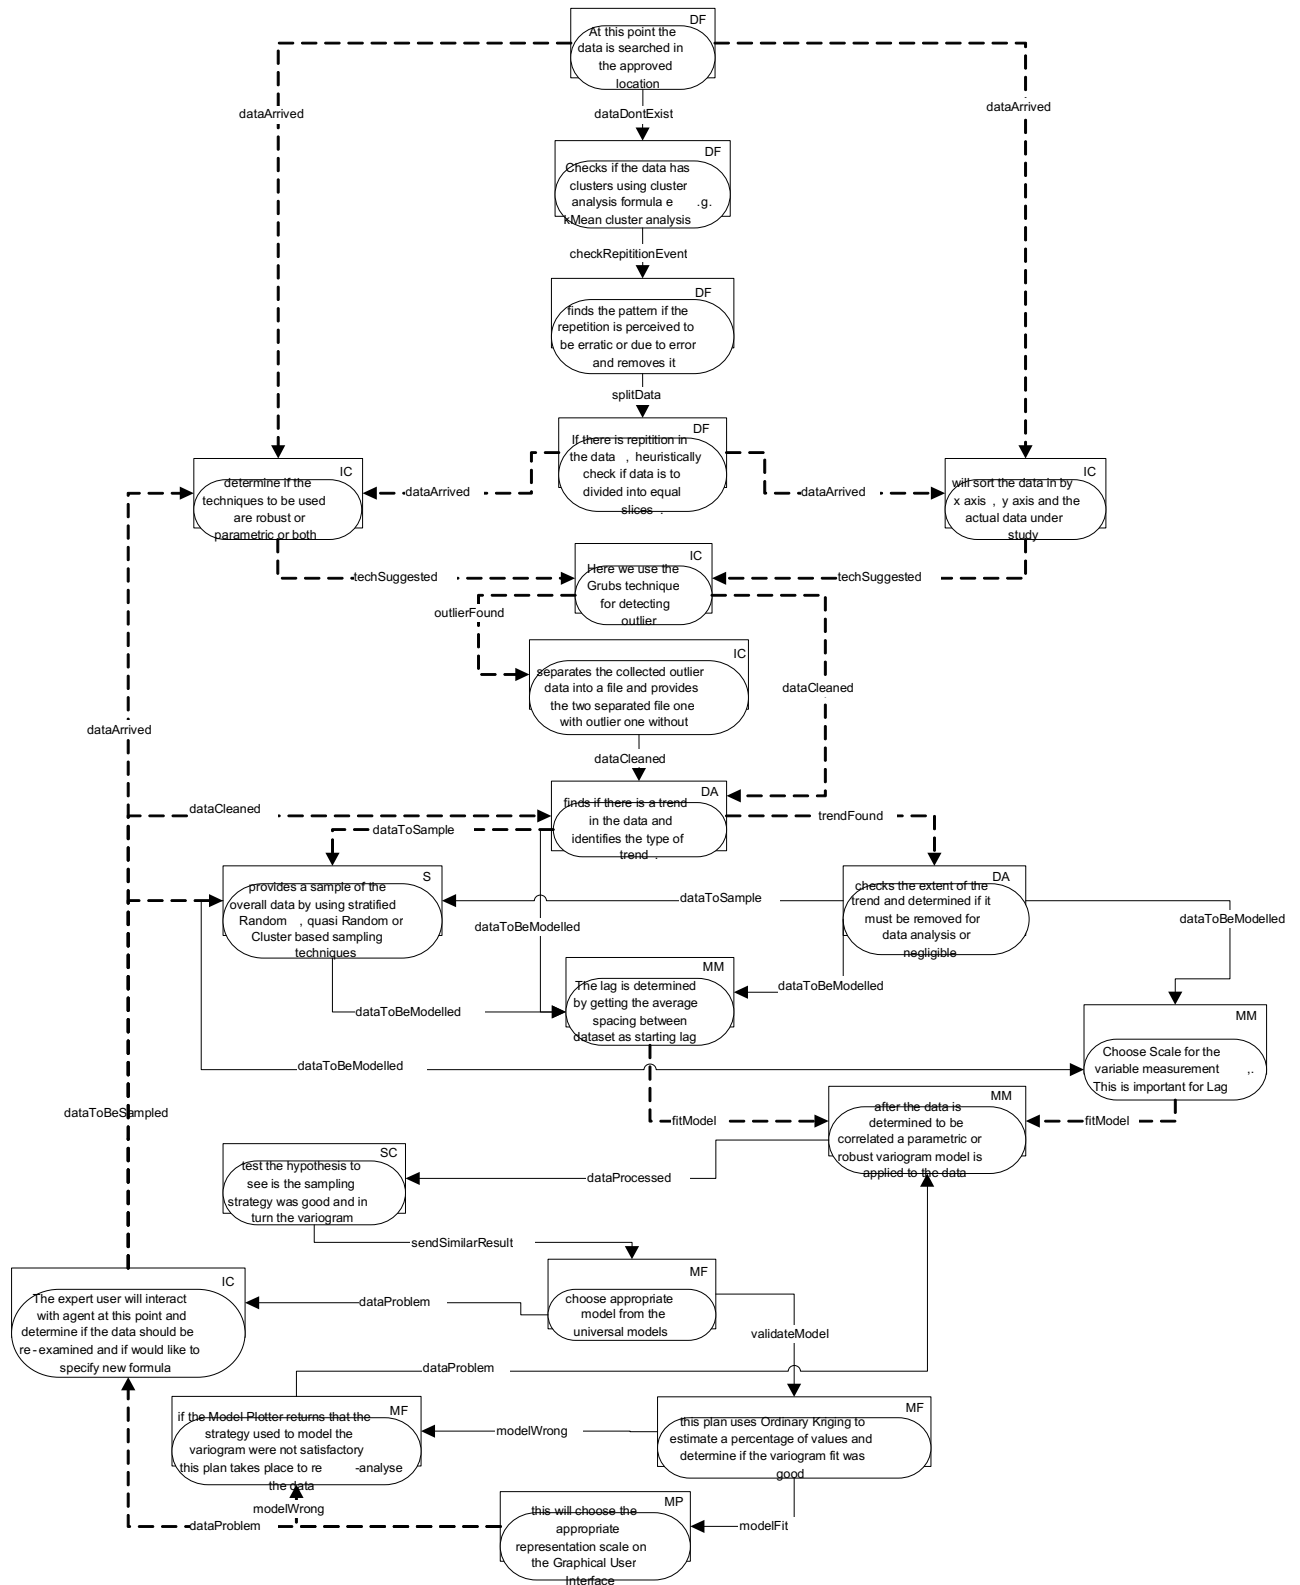 DF
At this point the
data is searched in
the approved
location
dataArrived
dataArrived
dataDontExist
DF
Checks if the data has
clusters using cluster
analysis formula e .g.
kMean cluster analysis
checkRepititionEvent
DF
finds the pattern if the
repetition is perceived to
be erratic or due to error
and removes it
splitData
DF
If there is repitition in
the data , heuristically
check if data is to
divided into equal
slices .
dataArrived
dataArrived
IC
determine if the
techniques to be used
are robust or
parametric or both
IC
will sort the data in by
x axis , y axis and the
actual data under
study
techSuggested
techSuggested
IC
Here we use the
Grubs technique
for detecting
outlier
outlierFound
IC
separates the collected outlier
data into a file and provides
the two separated file one
with outlier one without
dataCleaned
dataArrived
dataCleaned
DA
finds if there is a trend
in the data and
identifies the type of
trend .
dataCleaned
dataToSample
trendFound
S
provides a sample of the
overall data by using stratified
Random , quasi Random or
Cluster based sampling
techniques
DA
checks the extent of the
trend and determined if it
must be removed for
data analysis or
negligible
dataToSample
dataToBeModelled
dataToBeModelled
MM
The lag is determined
by getting the average
spacing between
dataset as starting lag
dataToBeModelled
dataToBeModelled
MM
Choose Scale for the
variable measurement ,.
This is important for Lag
dataToBeModelled
dataToBeSampled
MM
after the data is
determined to be
correlated a parametric or
robust variogram model is
applied to the data
fitModel
fitModel
SC
test the hypothesis to
see is the sampling
strategy was good and in
turn the variogram
dataProcessed
sendSimilarResult
MF
choose appropriate
model from the
universal models
IC
The expert user will interact
with agent at this point and
determine if the data should be
re-examined and if would like to
specify new formula
dataProblem
validateModel
dataProblem
MF
if the Model Plotter returns that the
strategy used to model the
variogram were not satisfactory
this plan takes place to re -analyse
the data
modelWrong
MF
this plan uses Ordinary Kriging to
estimate a percentage of values and
determine if the variogram fit was
good
modelWrong
dataProblem
MP
this will choose the
appropriate
representation scale on
the Graphical User
Interface
modelFit